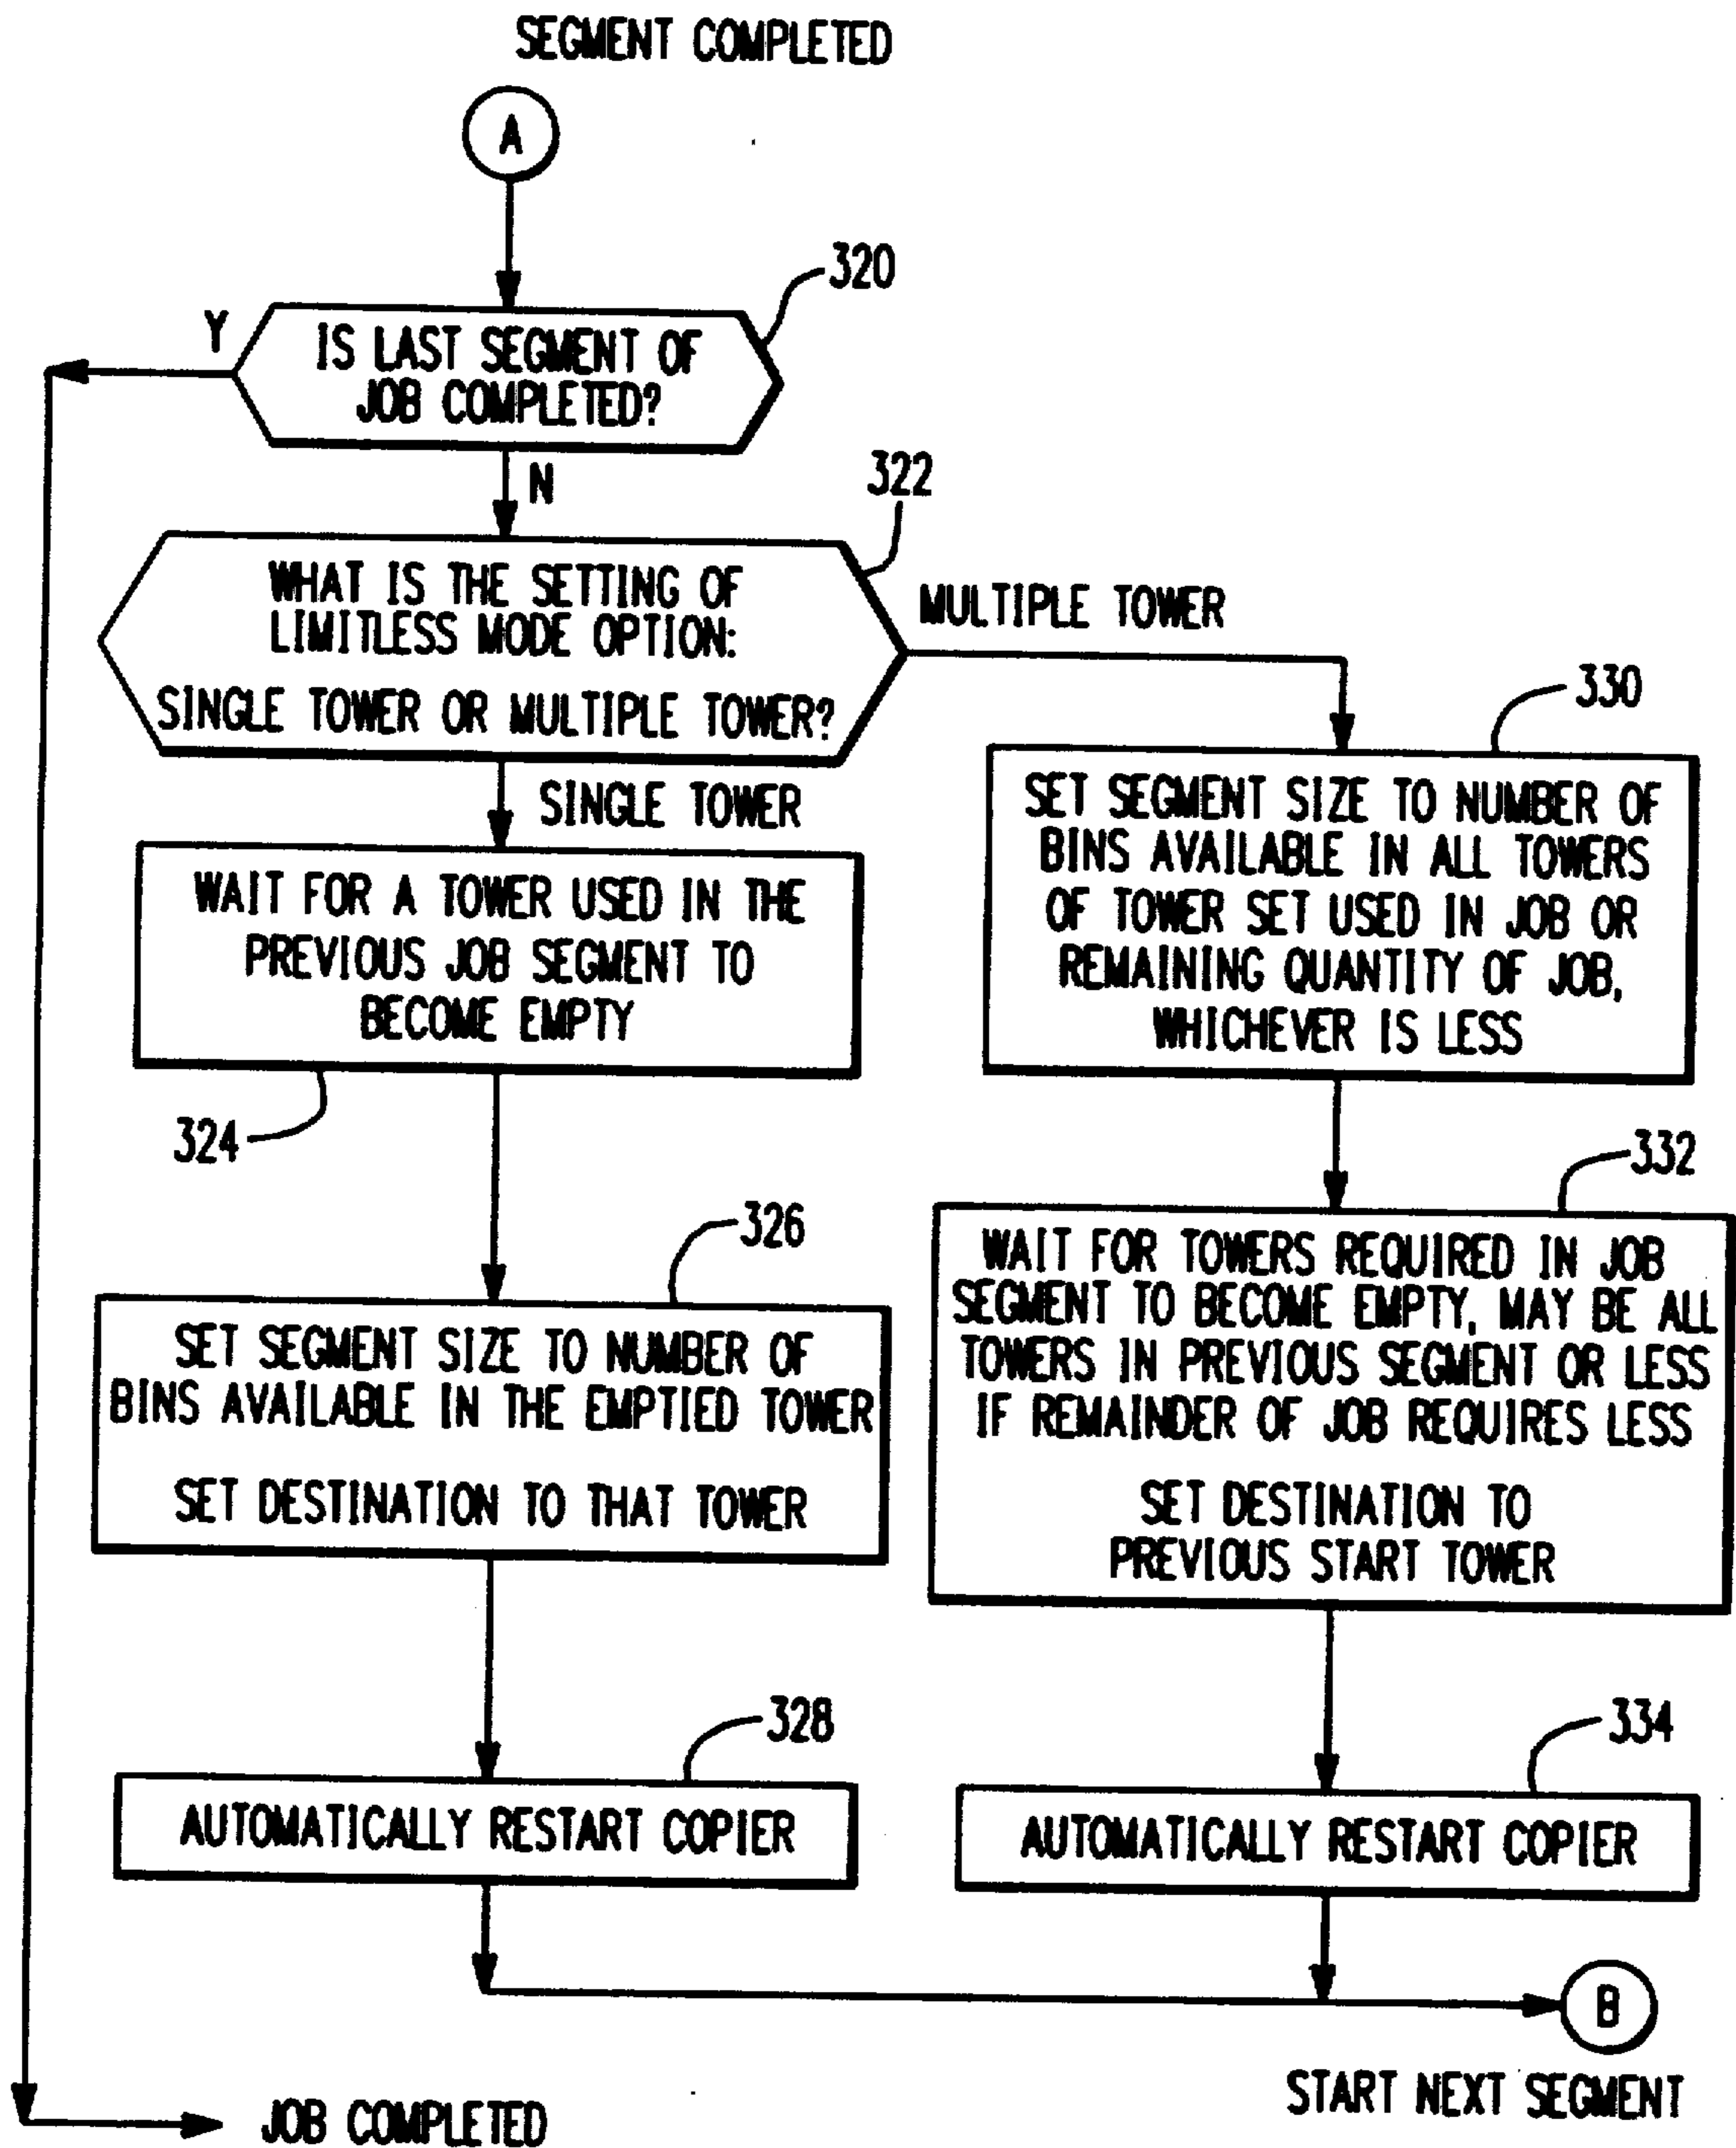 SEGMENT COMPLETED
A
320
Y
IS LAST SEGMENT OF
JOB COMPLETED?
N
322
WHAT IS THE SETTING OF
LIMITLESS MODE OPTION:
SINGLE TOWER OR MULTIPLE TOWER?
MULTIPLE TOWER
SINGLE TOWER
WAIT FOR A TOWER USED IN THE
PREVIOUS JOB SEGMENT TO
BECOME EMPTY
324
326
SET SEGMENT SIZE TO NUMBER OF
BINS AVAILABLE IN THE EMPTIED TOWER
SET DESTINATION TO THAT TOWER
328
AUTOMATICALLY RESTART COPIER
330
SET SEGMENT SIZE TO NUMBER OF
BINS AVAILABLE IN ALL TOWERS
OF TOWER SET USED IN JOB OR
REMAINING QUANTITY OF JOB,
WHICHEVER IS LESS
332
WAIT FOR TOWERS REQUIRED IN JOB
SEGMENT TO BECOME EMPTY, MAY BE ALL
TOWERS IN PREVIOUS SEGMENT OR LESS
IF REMAINDER OF JOB REQUIRES LESS
SET DESTINATION TO
PREVIOUS START TOWER
334
AUTOMATICALLY RESTART COPIER
B
START NEXT SEGMENT
JOB COMPLETED